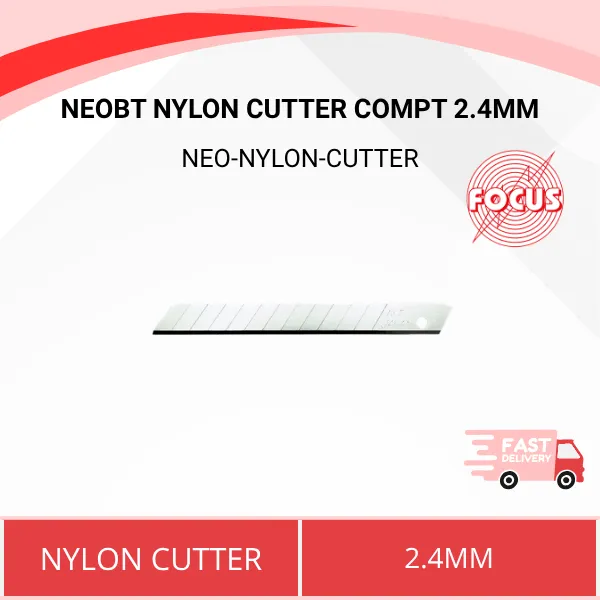 NEOBT NYLON CUTTER COMPT 2.4MM
NEO-NYLON-CUTTER
FOCUS
FAST
DELIVERY
NYLON CUTTER
2.4MM